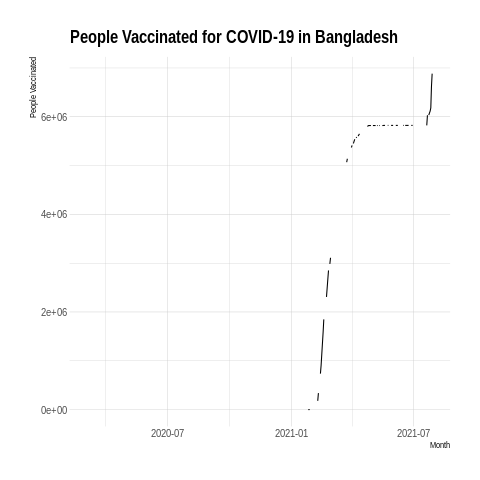 People Vaccinated for COVID-19 in Bangladesh
People Vaccinated
6e+06
4e+06
2e+06
0e+00
2020-07
2021-01
2021-07
Month